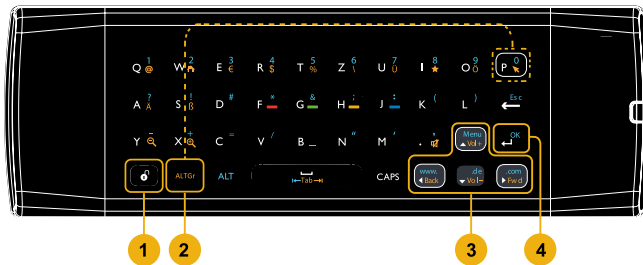 Q 1 @ W 2 E 3 € R 4 $ T 5 % Z 6 \ U 7 Ü I 8 ★ O 9 Ö P 0
A ? Ä S ! ß D # F * G & H ; J : K ( L ) Esc ←
Y - X + C = V / B _ N " M ' . , Menu ▲ Vol+ OK ↵
ALTGr ALT Tab CAPS www. ◀ Back .de ▼ Vol− .com ▶ Fwd
1 2 3 4